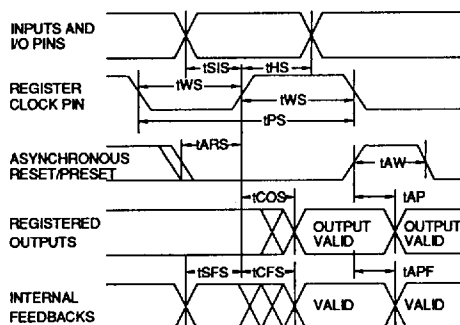 INPUTS AND
I/O PINS
tSIS
tHS
REGISTER
CLOCK PIN
tWS
tWS
tPS
ASYNCHRONOUS
RESET/PRESET
tARS
tAW
tCOS
tAP
REGISTERED
OUTPUTS
OUTPUT
VALID
OUTPUT
VALID
tSFS
tCFS
tAPF
INTERNAL
FEEDBACKS
VALID
VALID